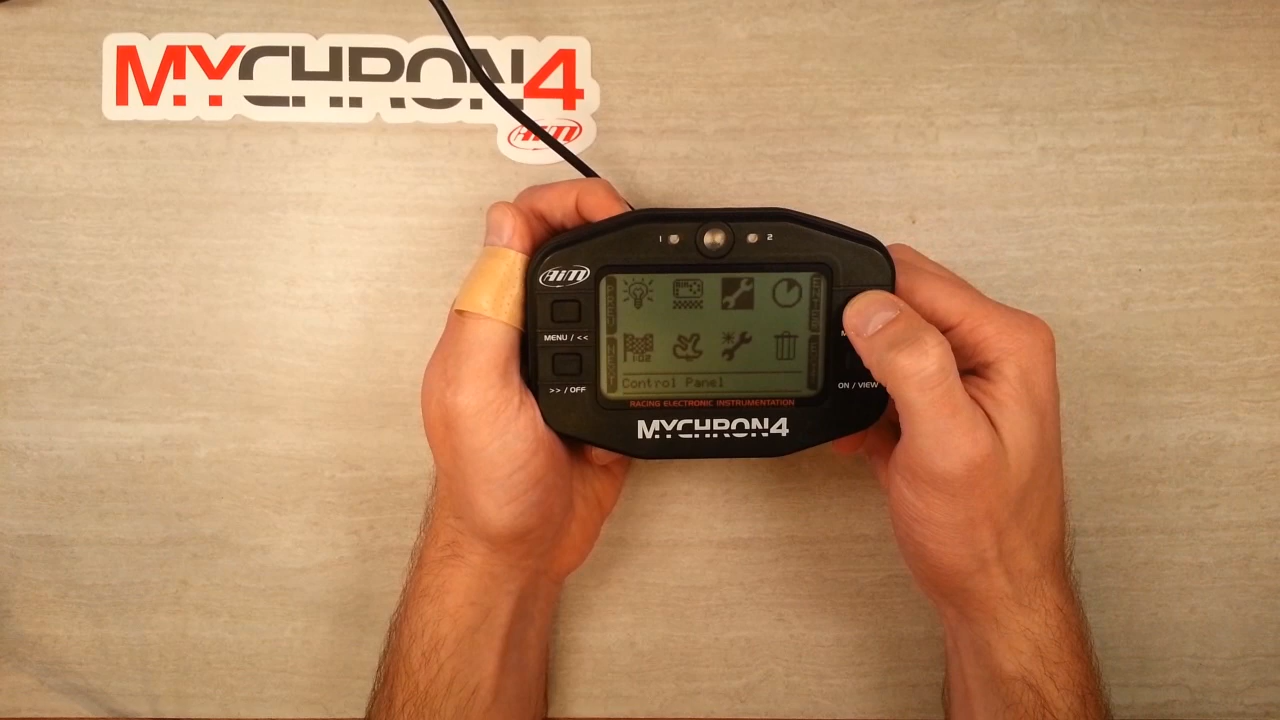 MYCHRON4
AiM
1
2
AiM
MENU / <<
>> / OFF
ON / VIEW
Control Panel
RACING ELECTRONIC INSTRUMENTATION
MYCHRON4